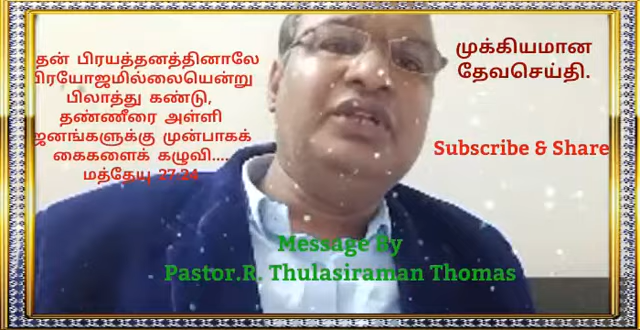 தன் பிரயத்தனத்தினாலே
பிரயோஜமில்லையென்று
பிலாத்து கண்டு,
தண்ணீரை அள்ளி
ஜனங்களுக்கு முன்பாகக்
கைகளைக் கழுவி....
மத்தேயு 27:24
முக்கியமான
தேவசெய்தி.
Subscribe & Share
Message By
Pastor.R. Thulasiraman Thomas